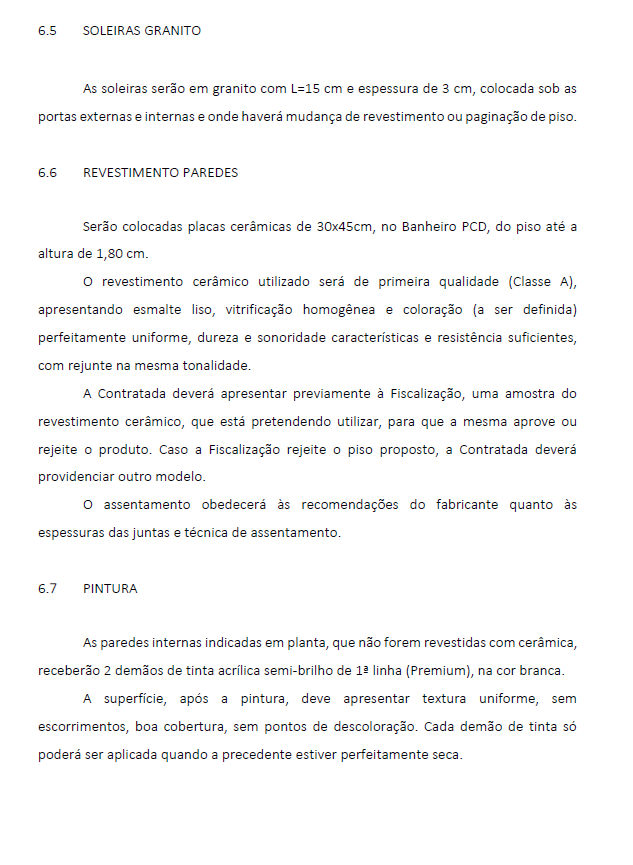 6.5 SOLEIRAS GRANITO
As soleiras serão em granito com L=15 cm e espessura de 3 cm, colocada sob as
portas externas e internas e onde haverá mudança de revestimento ou paginação de piso.
6.6 REVESTIMENTO PAREDES
Serão colocadas placas cerâmicas de 30x45cm, no Banheiro PCD, do piso até a
altura de 1,80 cm.
O revestimento cerâmico utilizado será de primeira qualidade (Classe A),
apresentando esmalte liso, vitrificação homogênea e coloração (a ser definida)
perfeitamente uniforme, dureza e sonoridade características e resistência suficientes,
com rejunte na mesma tonalidade.
A Contratada deverá apresentar previamente à Fiscalização, uma amostra do
revestimento cerâmico, que está pretendendo utilizar, para que a mesma aprove ou
rejeite o produto. Caso a Fiscalização rejeite o piso proposto, a Contratada deverá
providenciar outro modelo.
O assentamento obedecerá às recomendações do fabricante quanto às
espessuras das juntas e técnica de assentamento.
6.7 PINTURA
As paredes internas indicadas em planta, que não forem revestidas com cerâmica,
receberão 2 demãos de tinta acrílica semi-brilho de 1ª linha (Premium), na cor branca.
A superfície, após a pintura, deve apresentar textura uniforme, sem
escorrimentos, boa cobertura, sem pontos de descoloração. Cada demão de tinta só
poderá ser aplicada quando a precedente estiver perfeitamente seca.